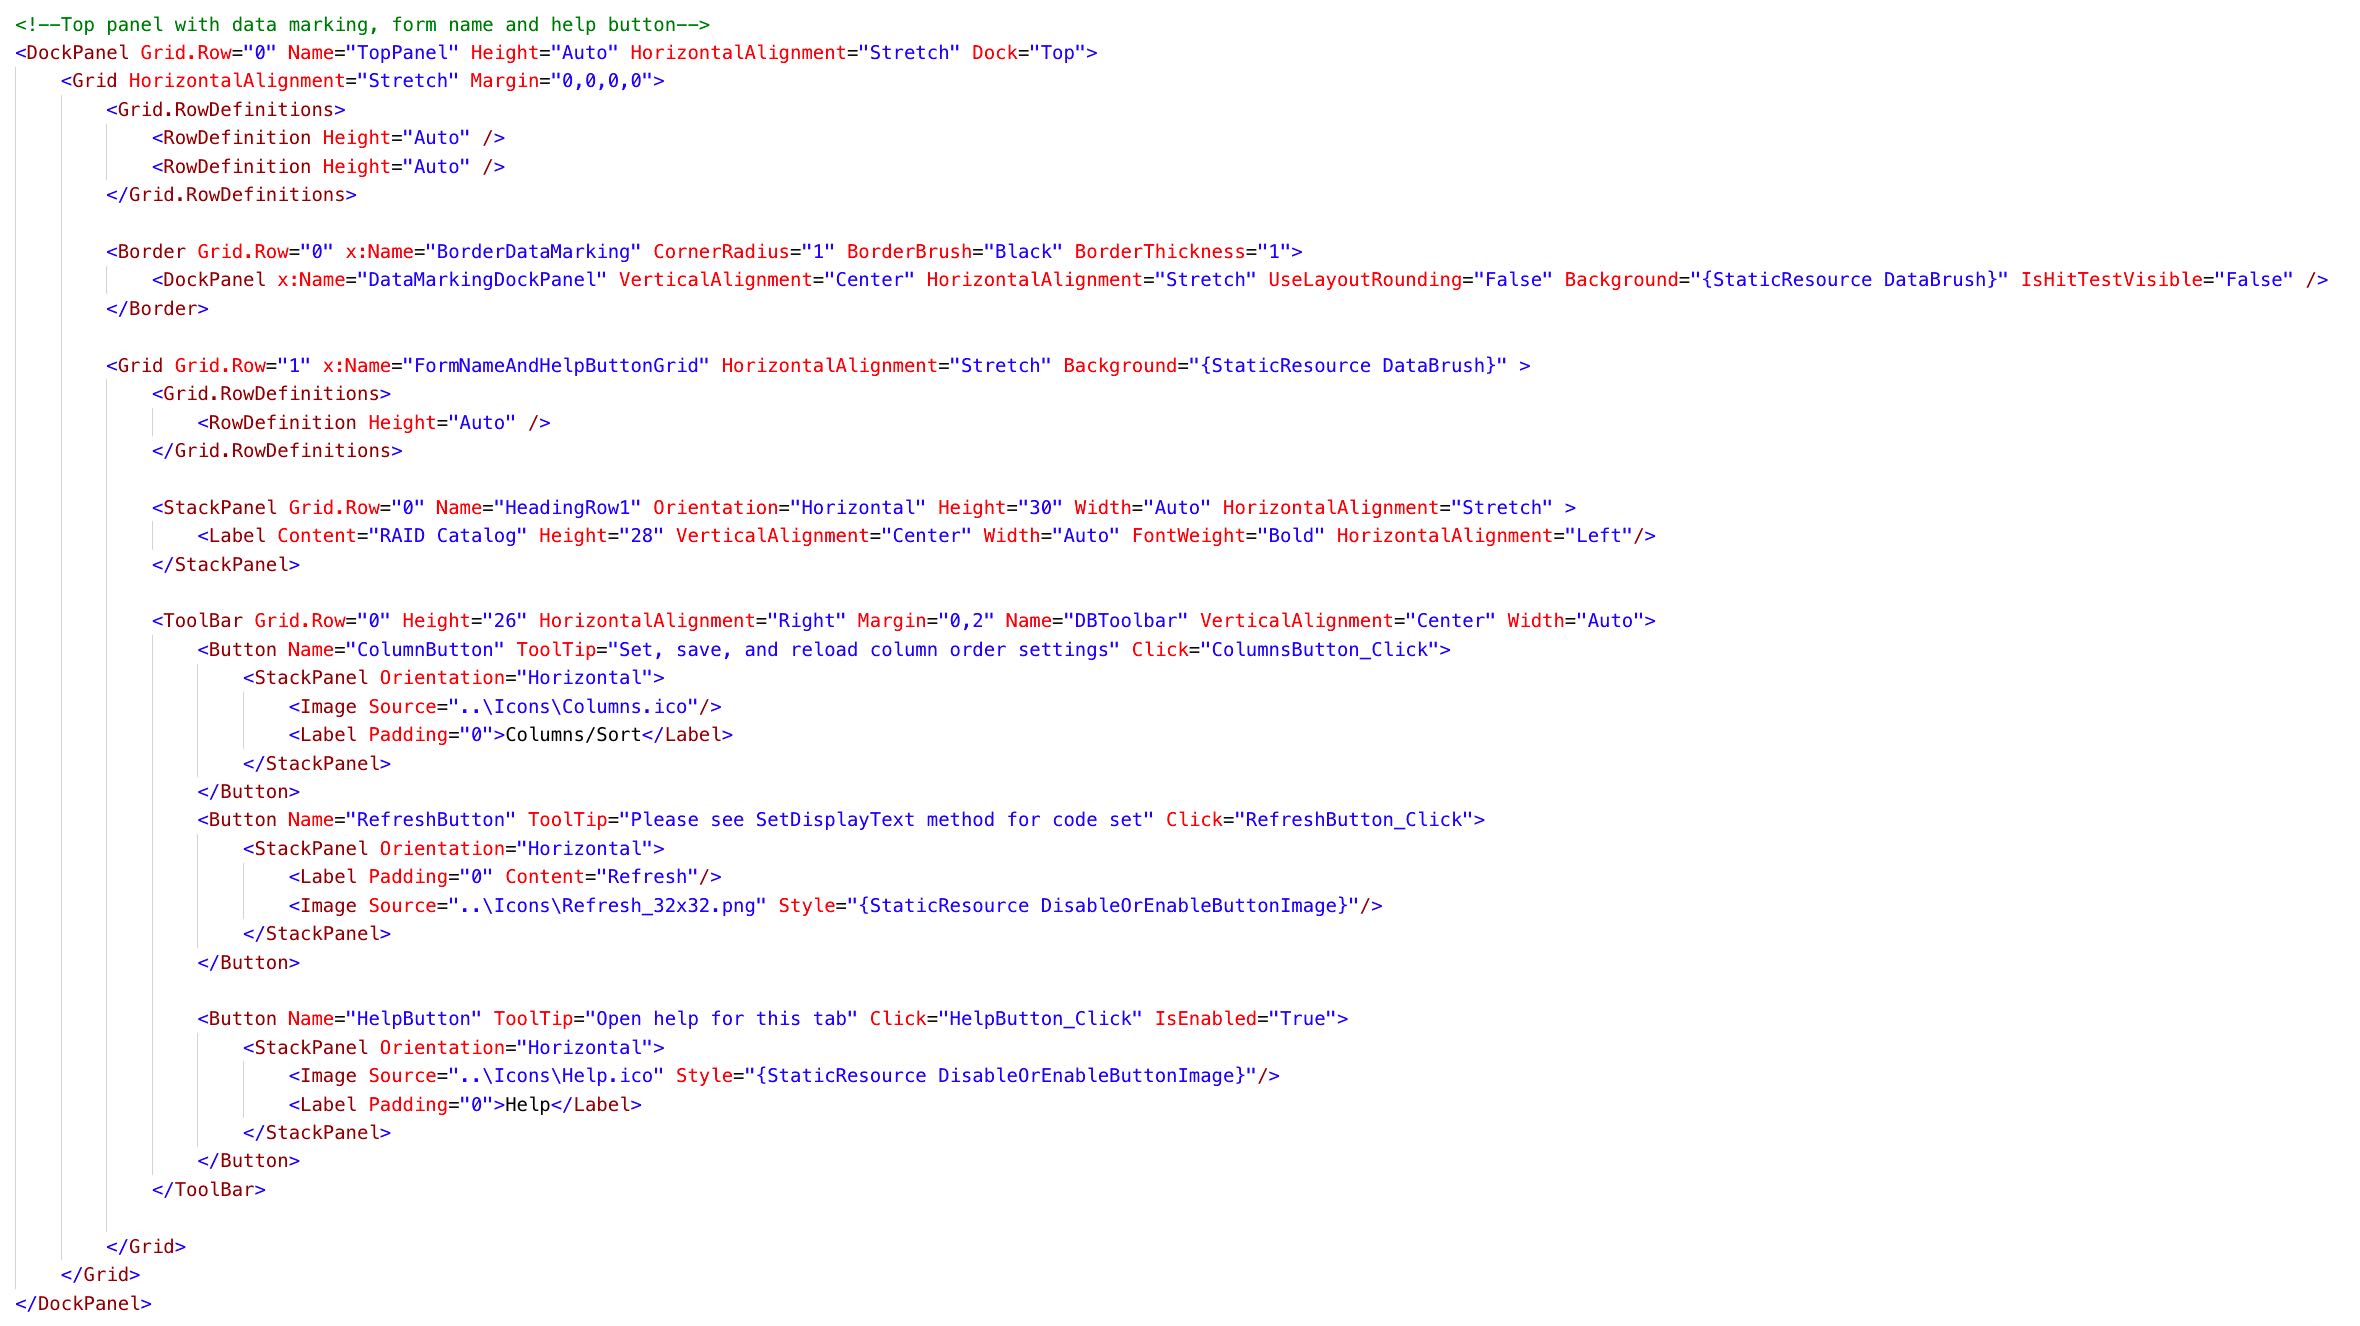 <!--Top panel with data marking, form name and help button-->
<DockPanel Grid.Row="0" Name="TopPanel" Height="Auto" HorizontalAlignment="Stretch" Dock="Top">
    <Grid HorizontalAlignment="Stretch" Margin="0,0,0,0">
        <Grid.RowDefinitions>
            <RowDefinition Height="Auto" />
            <RowDefinition Height="Auto" />
        </Grid.RowDefinitions>

        <Border Grid.Row="0" x:Name="BorderDataMarking" CornerRadius="1" BorderBrush="Black" BorderThickness="1">
            <DockPanel x:Name="DataMarkingDockPanel" VerticalAlignment="Center" HorizontalAlignment="Stretch" UseLayoutRounding="False" Background="{StaticResource DataBrush}" IsHitTestVisible="False" />
        </Border>

        <Grid Grid.Row="1" x:Name="FormNameAndHelpButtonGrid" HorizontalAlignment="Stretch" Background="{StaticResource DataBrush}" >
            <Grid.RowDefinitions>
                <RowDefinition Height="Auto" />
            </Grid.RowDefinitions>

            <StackPanel Grid.Row="0" Name="HeadingRow1" Orientation="Horizontal" Height="30" Width="Auto" HorizontalAlignment="Stretch" >
                <Label Content="RAID Catalog" Height="28" VerticalAlignment="Center" Width="Auto" FontWeight="Bold" HorizontalAlignment="Left"/>
            </StackPanel>

            <ToolBar Grid.Row="0" Height="26" HorizontalAlignment="Right" Margin="0,2" Name="DBToolbar" VerticalAlignment="Center" Width="Auto">
                <Button Name="ColumnButton" ToolTip="Set, save, and reload column order settings" Click="ColumnsButton_Click">
                    <StackPanel Orientation="Horizontal">
                        <Image Source="..\Icons\Columns.ico"/>
                        <Label Padding="0">Columns/Sort</Label>
                    </StackPanel>
                </Button>
                <Button Name="RefreshButton" ToolTip="Please see SetDisplayText method for code set" Click="RefreshButton_Click">
                    <StackPanel Orientation="Horizontal">
                        <Label Padding="0" Content="Refresh"/>
                        <Image Source="..\Icons\Refresh_32x32.png" Style="{StaticResource DisableOrEnableButtonImage}"/>
                    </StackPanel>
                </Button>

                <Button Name="HelpButton" ToolTip="Open help for this tab" Click="HelpButton_Click" IsEnabled="True">
                    <StackPanel Orientation="Horizontal">
                        <Image Source="..\Icons\Help.ico" Style="{StaticResource DisableOrEnableButtonImage}"/>
                        <Label Padding="0">Help</Label>
                    </StackPanel>
                </Button>
            </ToolBar>

        </Grid>
    </Grid>
</DockPanel>